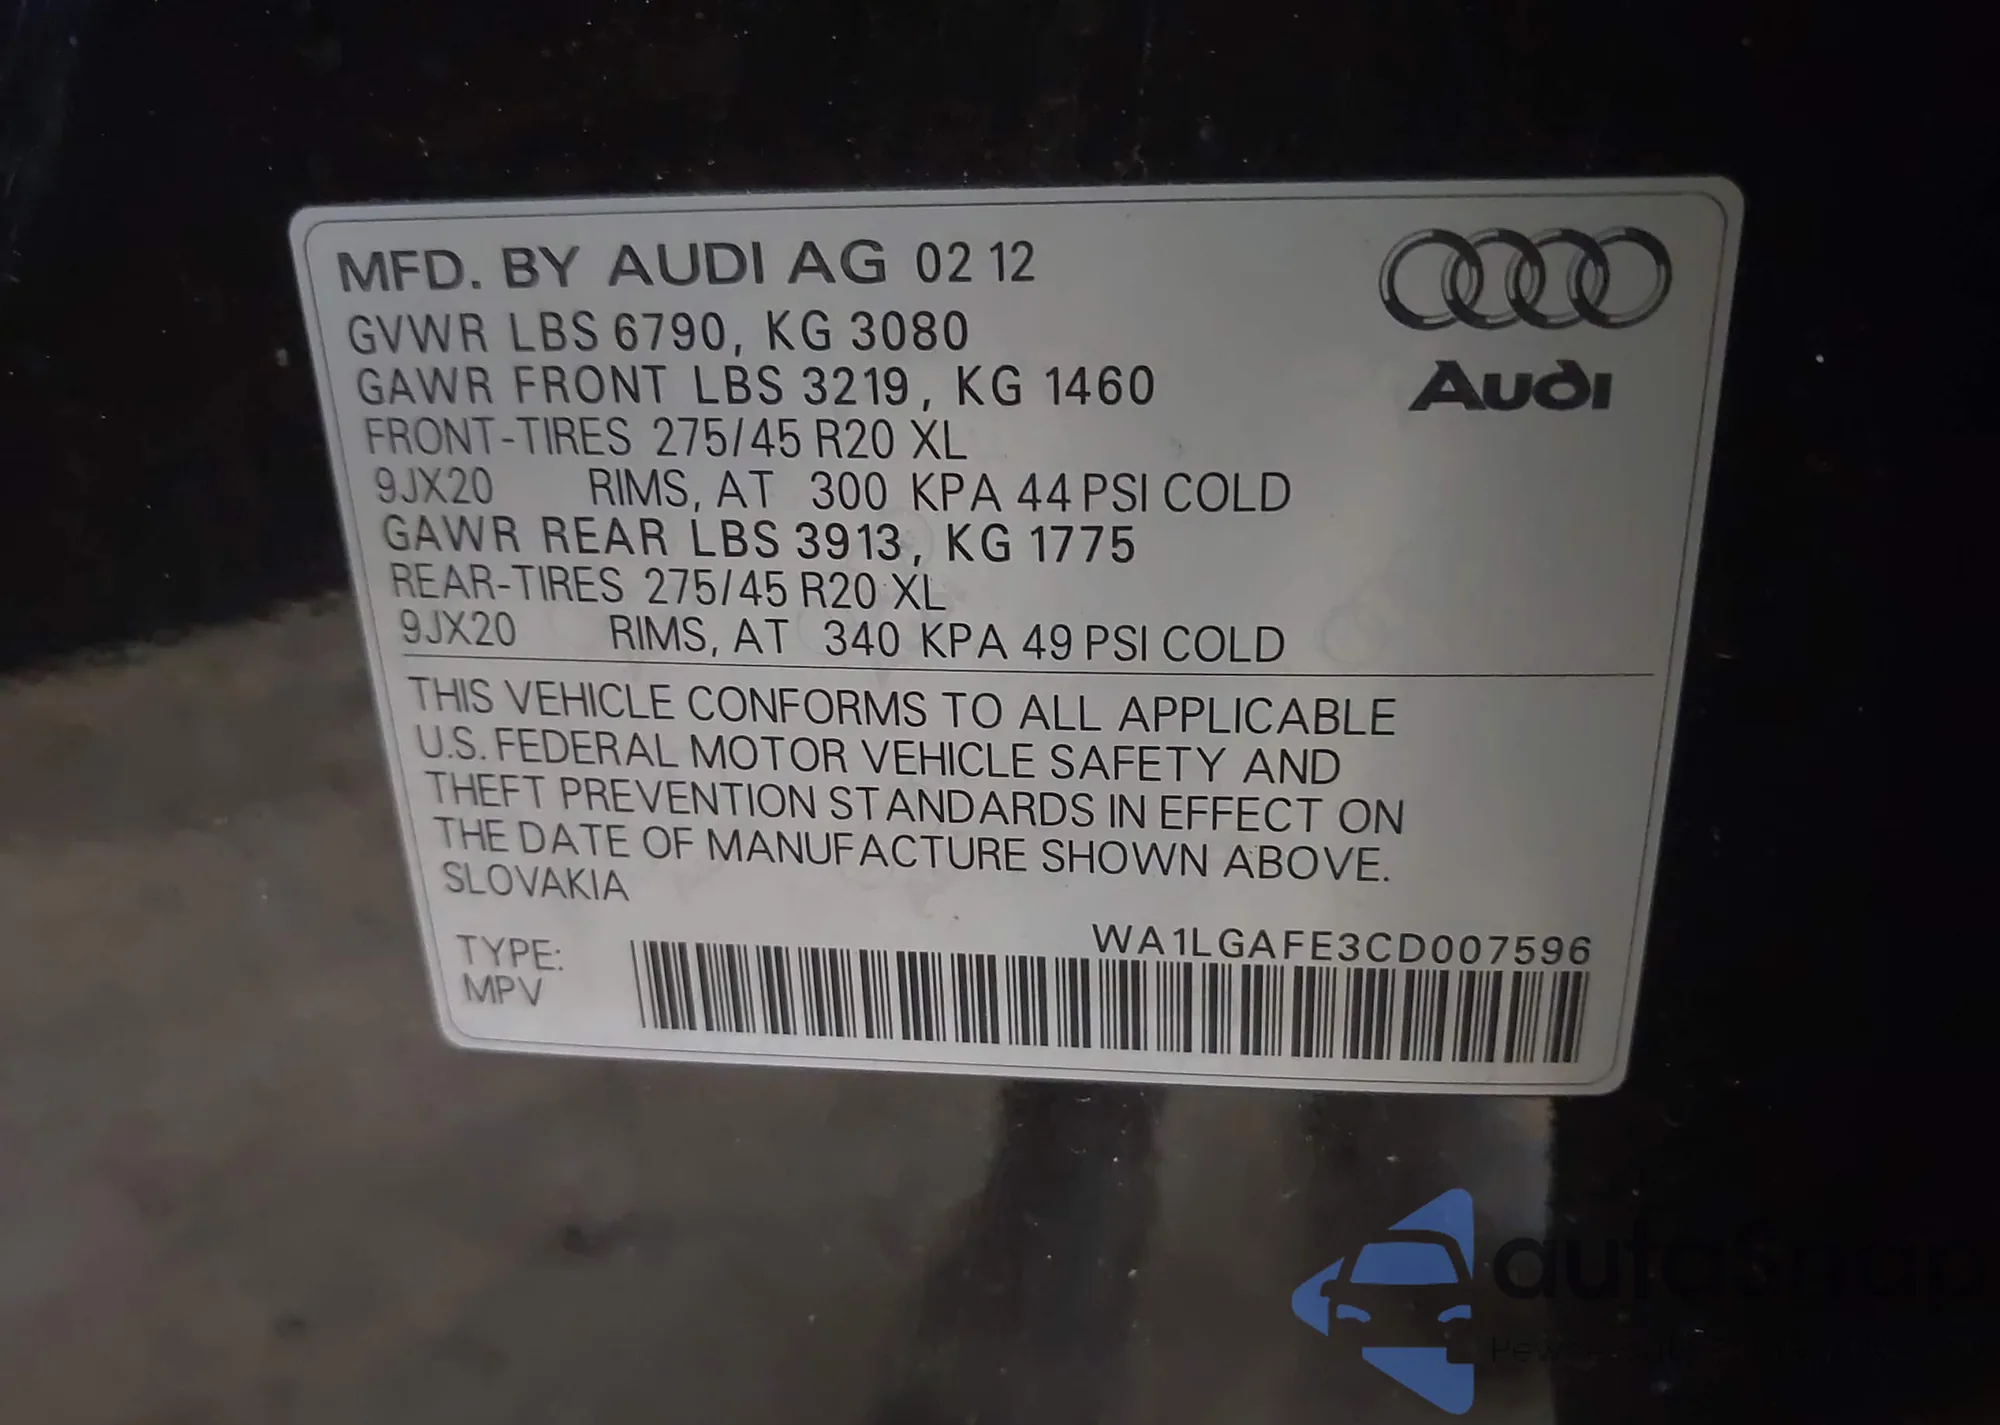 MFD. BY AUDI AG 02 12
GVWR LBS 6790, KG 3080
GAWR FRONT LBS 3219, KG 1460
FRONT-TIRES 275/45 R20 XL
9JX20 RIMS, AT 300 KPA 44 PSI COLD
GAWR REAR LBS 3913, KG 1775
REAR-TIRES 275/45 R20 XL
9JX20 RIMS, AT 340 KPA 49 PSI COLD
Audi
THIS VEHICLE CONFORMS TO ALL APPLICABLE
U.S. FEDERAL MOTOR VEHICLE SAFETY AND
THEFT PREVENTION STANDARDS IN EFFECT ON
THE DATE OF MANUFACTURE SHOWN ABOVE.
SLOVAKIA
TYPE:
MPV
WA1LGAFE3CD007596
autosnap